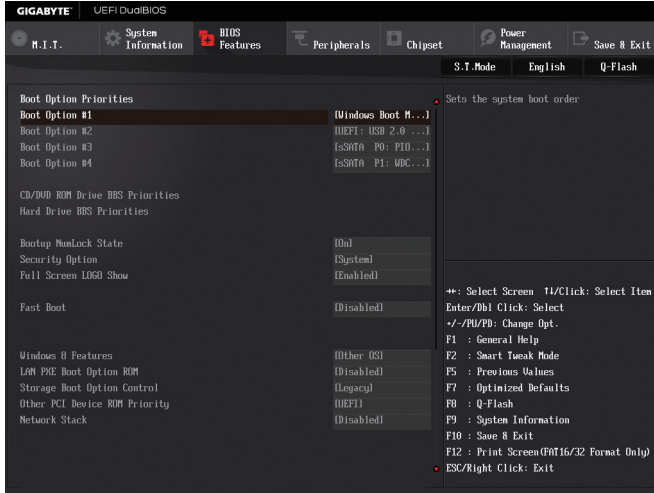 GIGABYTE™ UEFI DualBIOS
M.I.T. System Information BIOS Features Peripherals Chipset Power Management Save & Exit
S.T.Mode English Q-Flash
Boot Option Priorities
Boot Option #1 [Windows Boot M...]
Boot Option #2 [UEFI: USB 2.0 ...]
Boot Option #3 [sSATA P0: PIO...]
Boot Option #4 [sSATA P1: WDC...]
CD/DVD ROM Drive BBS Priorities
Hard Drive BBS Priorities
Bootup NumLock State [On]
Security Option [System]
Full Screen LOGO Show [Enabled]
Fast Boot [Disabled]
Windows 8 Features [Other OS]
LAN PXE Boot Option ROM [Disabled]
Storage Boot Option Control [Legacy]
Other PCI Device ROM Priority [UEFI]
Network Stack [Disabled]
Sets the system boot order
→←: Select Screen ↑↓/Click: Select Item
Enter/Dbl Click: Select
+/-/PU/PD: Change Opt.
F1 : General Help
F2 : Smart Tweak Mode
F5 : Previous Values
F7 : Optimized Defaults
F8 : Q-Flash
F9 : System Information
F10 : Save & Exit
F12 : Print Screen(FAT16/32 Format Only)
ESC/Right Click: Exit